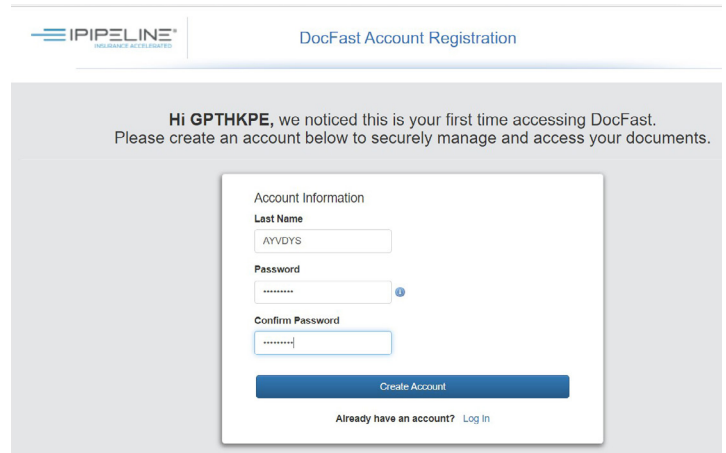 IPIPELINE®
INSURANCE ACCELERATED
DocFast Account Registration
Hi GPTHKPE, we noticed this is your first time accessing DocFast.
Please create an account below to securely manage and access your documents.
Account Information
Last Name
AYVDYS
Password
•••••••••
Confirm Password
•••••••••
Create Account
Already have an account? Log In